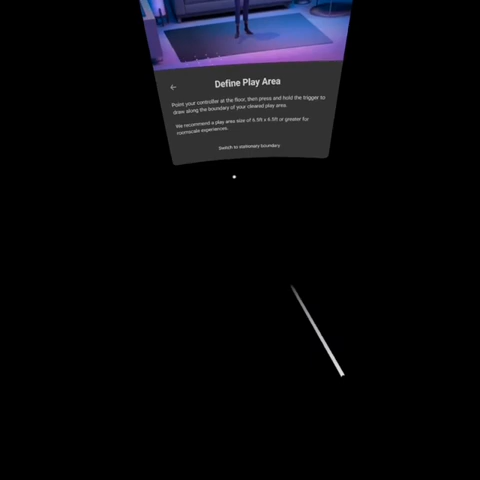 Define Play Area
Point your controller at the floor, then press and hold the trigger to
draw along the boundary of your cleared play area.
We recommend a play area size of 6.5ft x 6.5ft or greater for
roomscale experiences.
Switch to stationary boundary